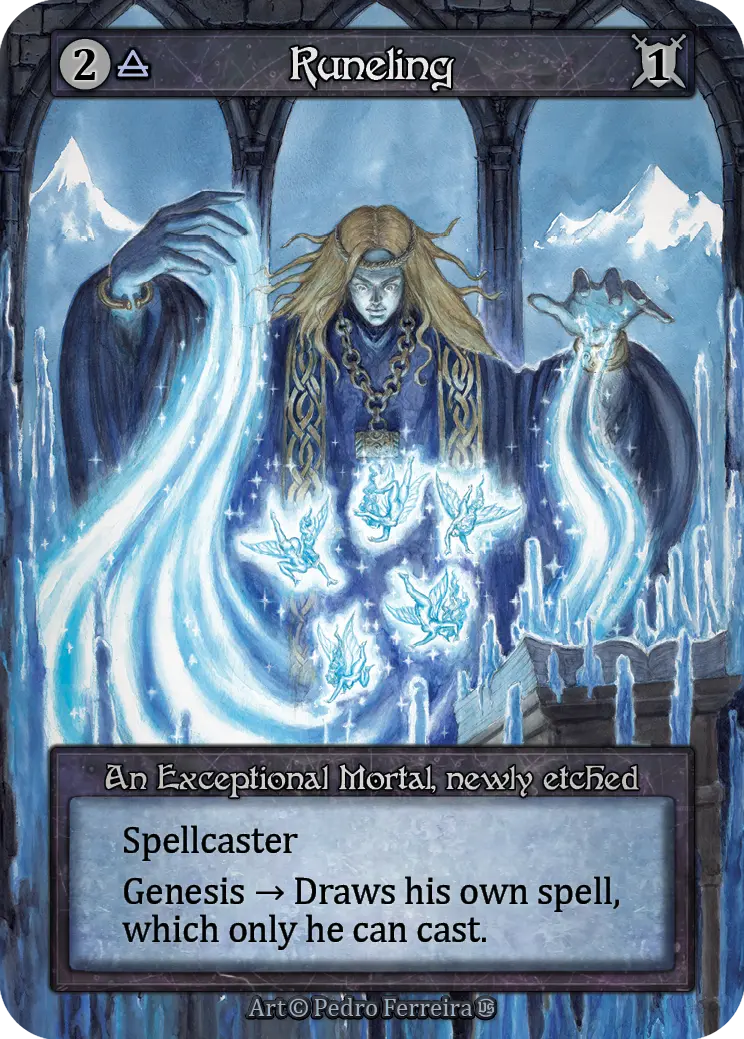 2 Runeling 1
An Exceptional Mortal, newly etched
Spellcaster
Genesis → Draws his own spell,
which only he can cast.
Art © Pedro Ferreira